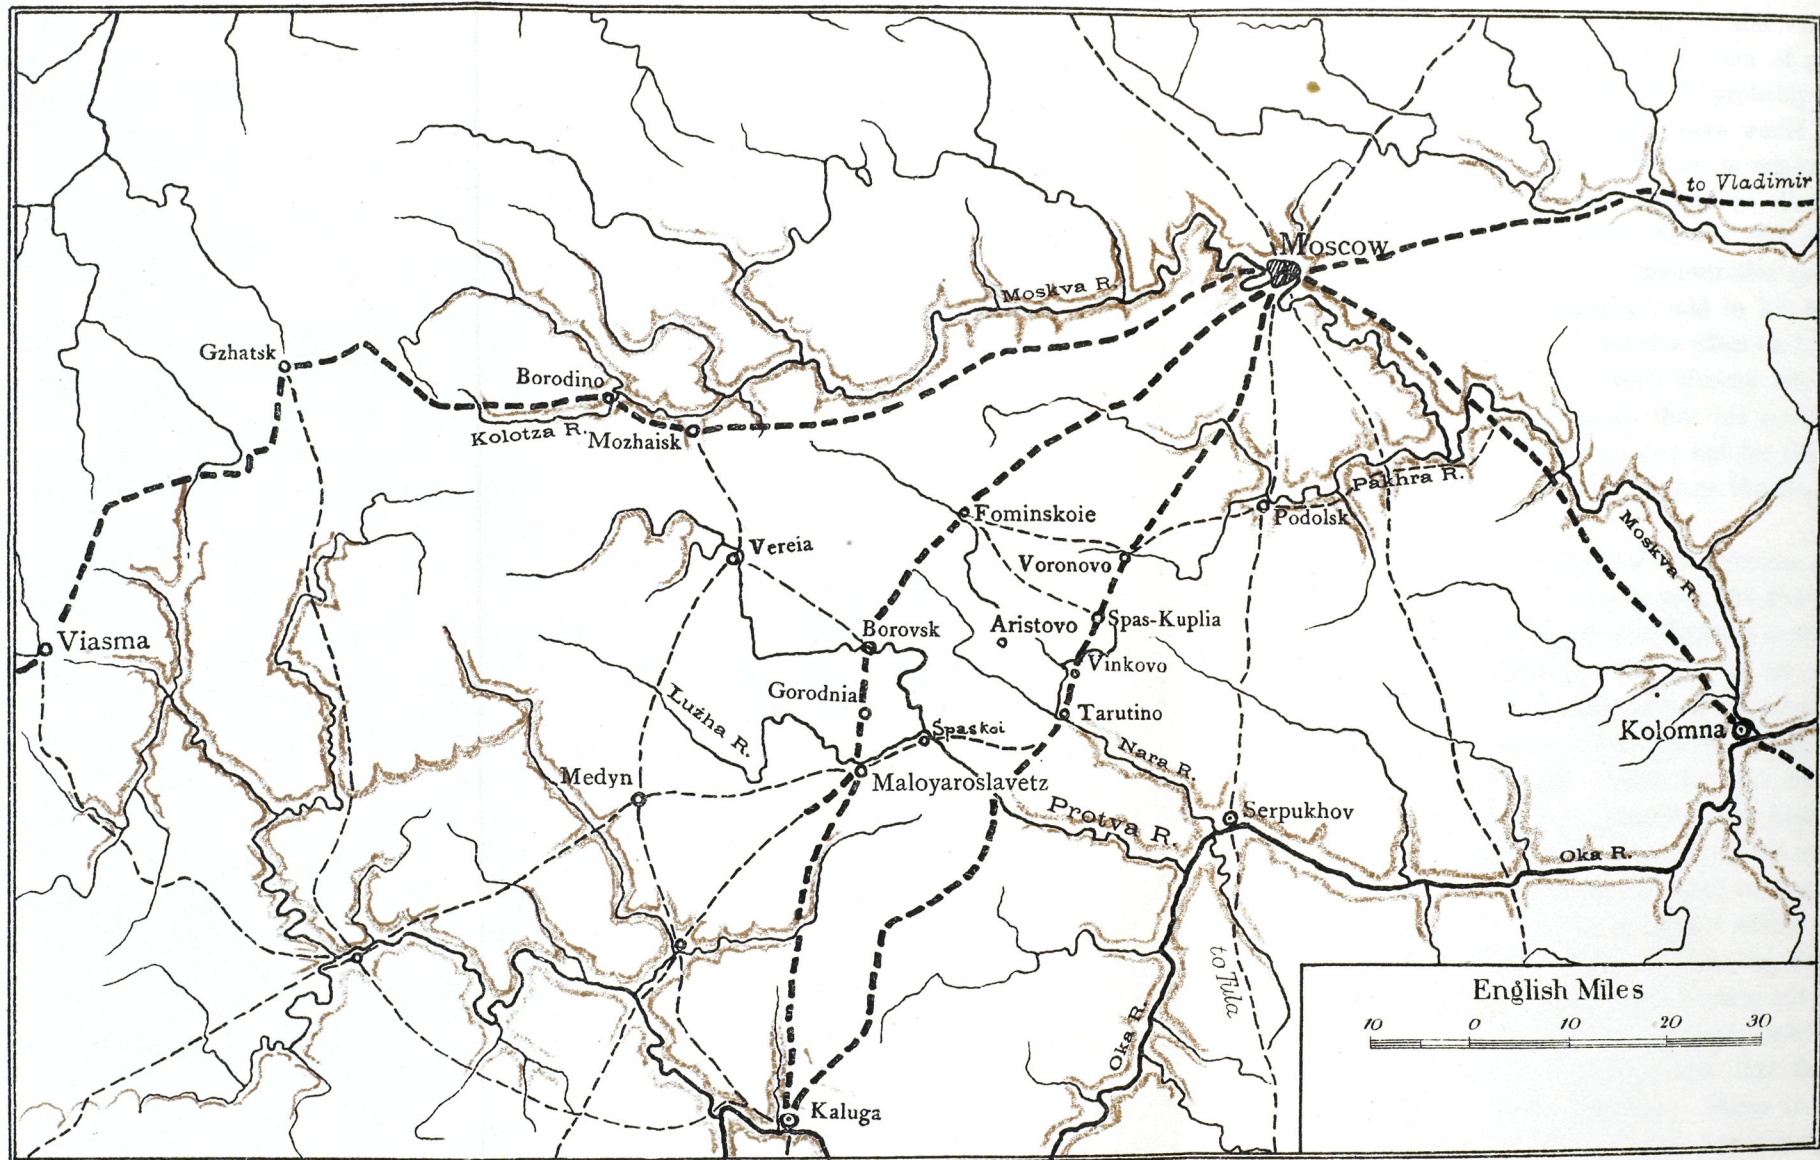 to Vladimir
Moscow
Moskva R.
Gzhatsk
Borodino
Kolotza R.
Mozhaisk
Pakhra R.
Fominskoie
Podolsk
Moskva R.
Vereia
Voronovo
Viasma
Borovsk
Aristovo
Spas-Kuplia
Vinkovo
Gorodnia
Luzha R.
Tarutino
Spaskoi
Kolomna
Nara R.
Medyn
Maloyaroslavetz
Protva R.
Serpukhov
Oka R.
to Tula
Oka R.
Kaluga
English Miles
10 0 10 20 30